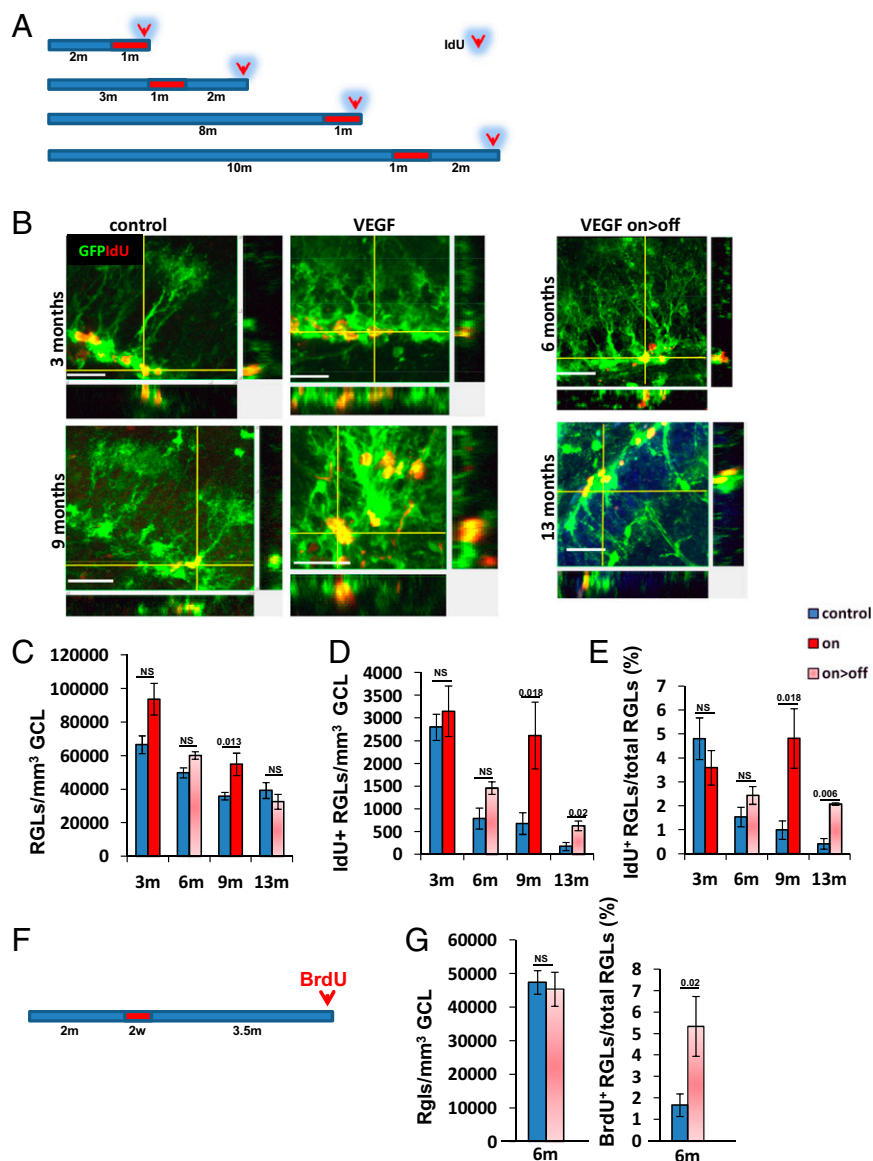 A
2m 1m
IdU
3m 1m 2m
8m 1m
10m 1m 2m
B
control VEGF VEGF on>off
GFPIdU
3 months
6 months
9 months
13 months
control
on
on>off
C
RGLs/mm³ GCL
120000
100000
80000
60000
40000
20000
0
NS NS 0.013 NS
3m 6m 9m 13m
D
IdU+ RGLs/mm³ GCL
4000
3500
3000
2500
2000
1500
1000
500
0
NS NS 0.018 0.02
3m 6m 9m 13m
E
IdU⁺ RGLs/total RGLs (%)
7
6
5
4
3
2
1
0
NS NS 0.018 0.006
3m 6m 9m 13m
F
BrdU
2m 2w 3.5m
G
Rgls/mm³ GCL
60000
50000
40000
30000
20000
10000
0
NS
6m
BrdU⁺ RGLs/total RGLs (%)
8
7
6
5
4
3
2
1
0
0.02
6m